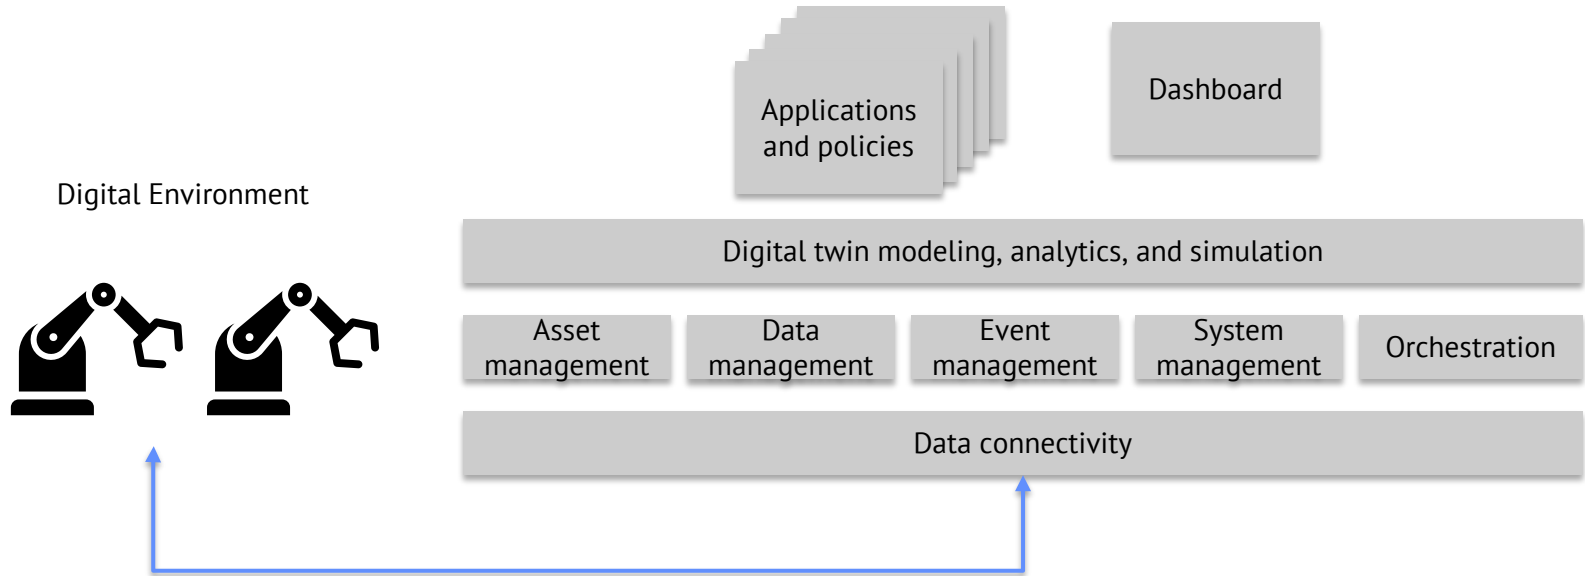 Applications
and policies
Dashboard
Digital Environment
Digital twin modeling, analytics, and simulation
Asset
management
Data
management
Event
management
System
management
Orchestration
Data connectivity